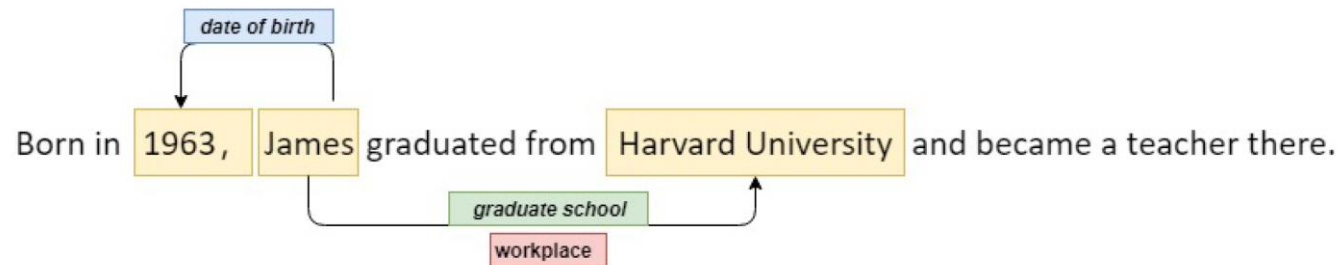 date of birth
Born in 1963, James graduated from Harvard University and became a teacher there.
graduate school
workplace